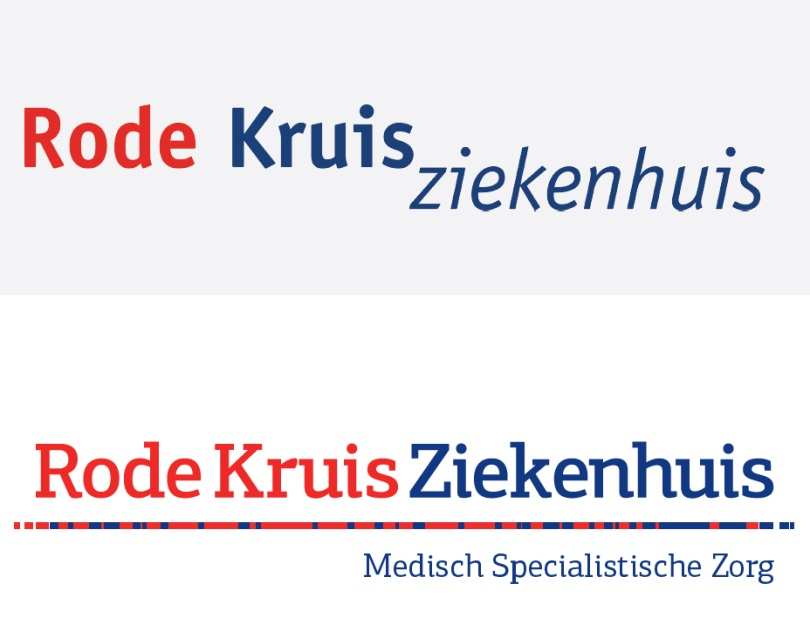 Rode Kruis ziekenhuis
Rode Kruis Ziekenhuis
Medisch Specialistische Zorg